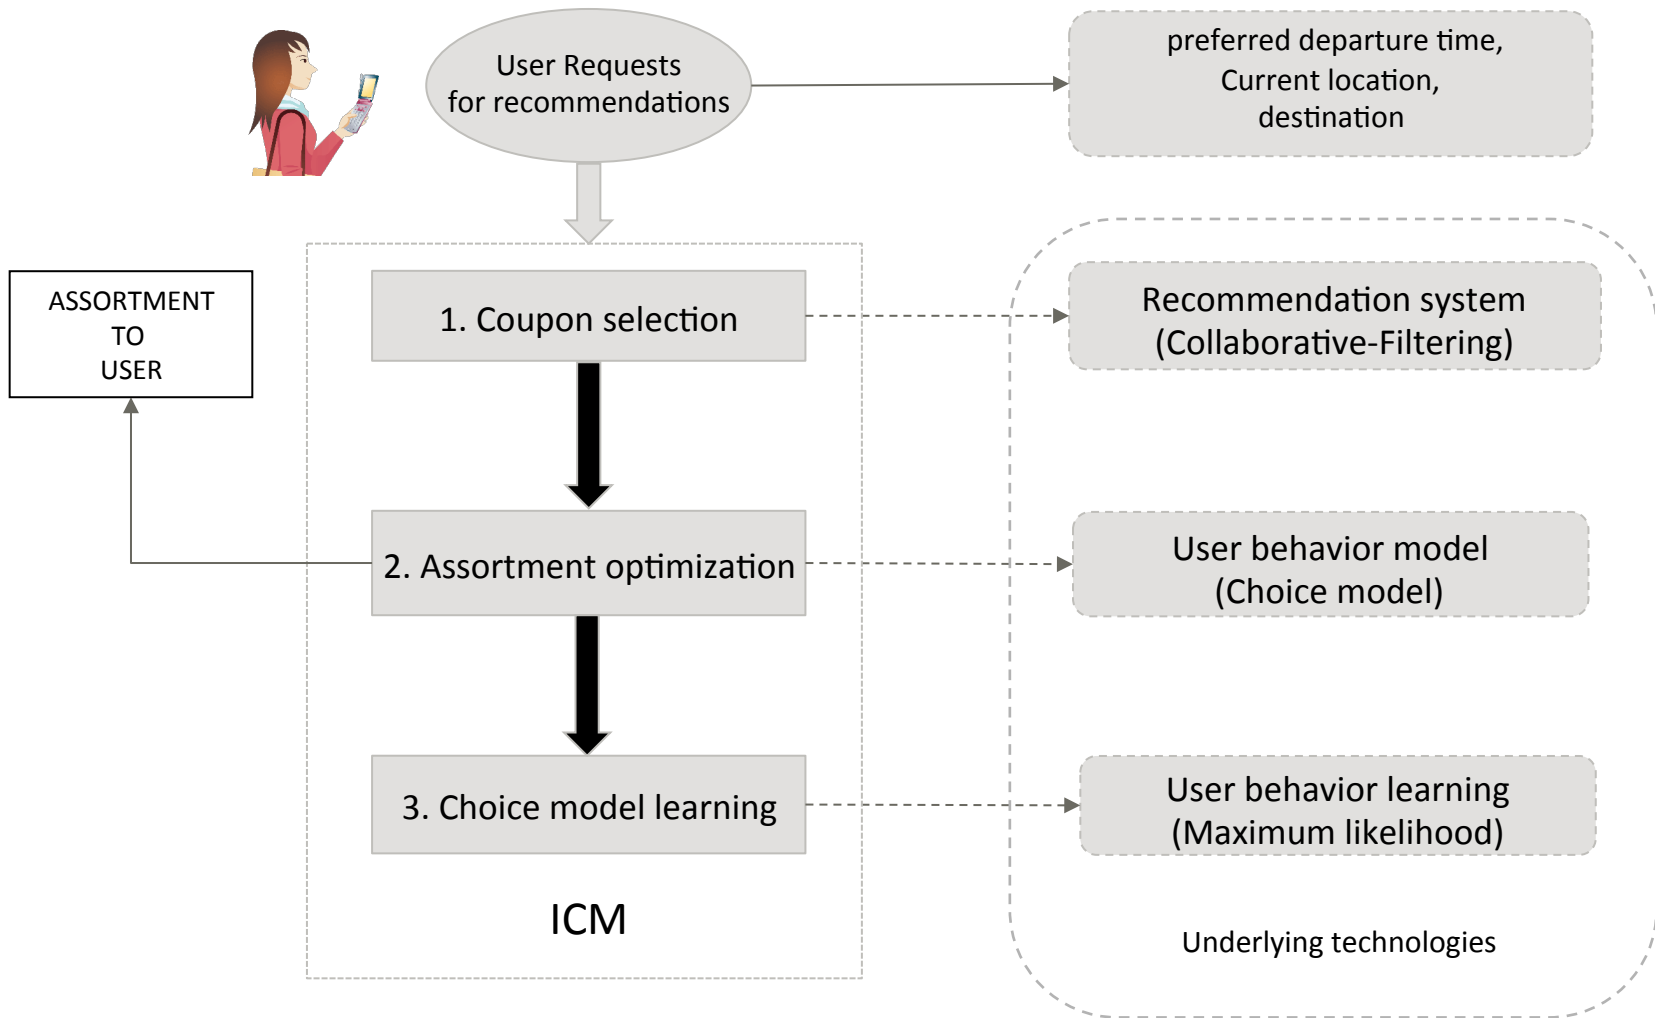 User Requests
for recommendations
preferred departure time,
Current location,
destination
ASSORTMENT
TO
USER
1. Coupon selection
Recommendation system
(Collaborative-Filtering)
2. Assortment optimization
User behavior model
(Choice model)
3. Choice model learning
User behavior learning
(Maximum likelihood)
ICM
Underlying technologies